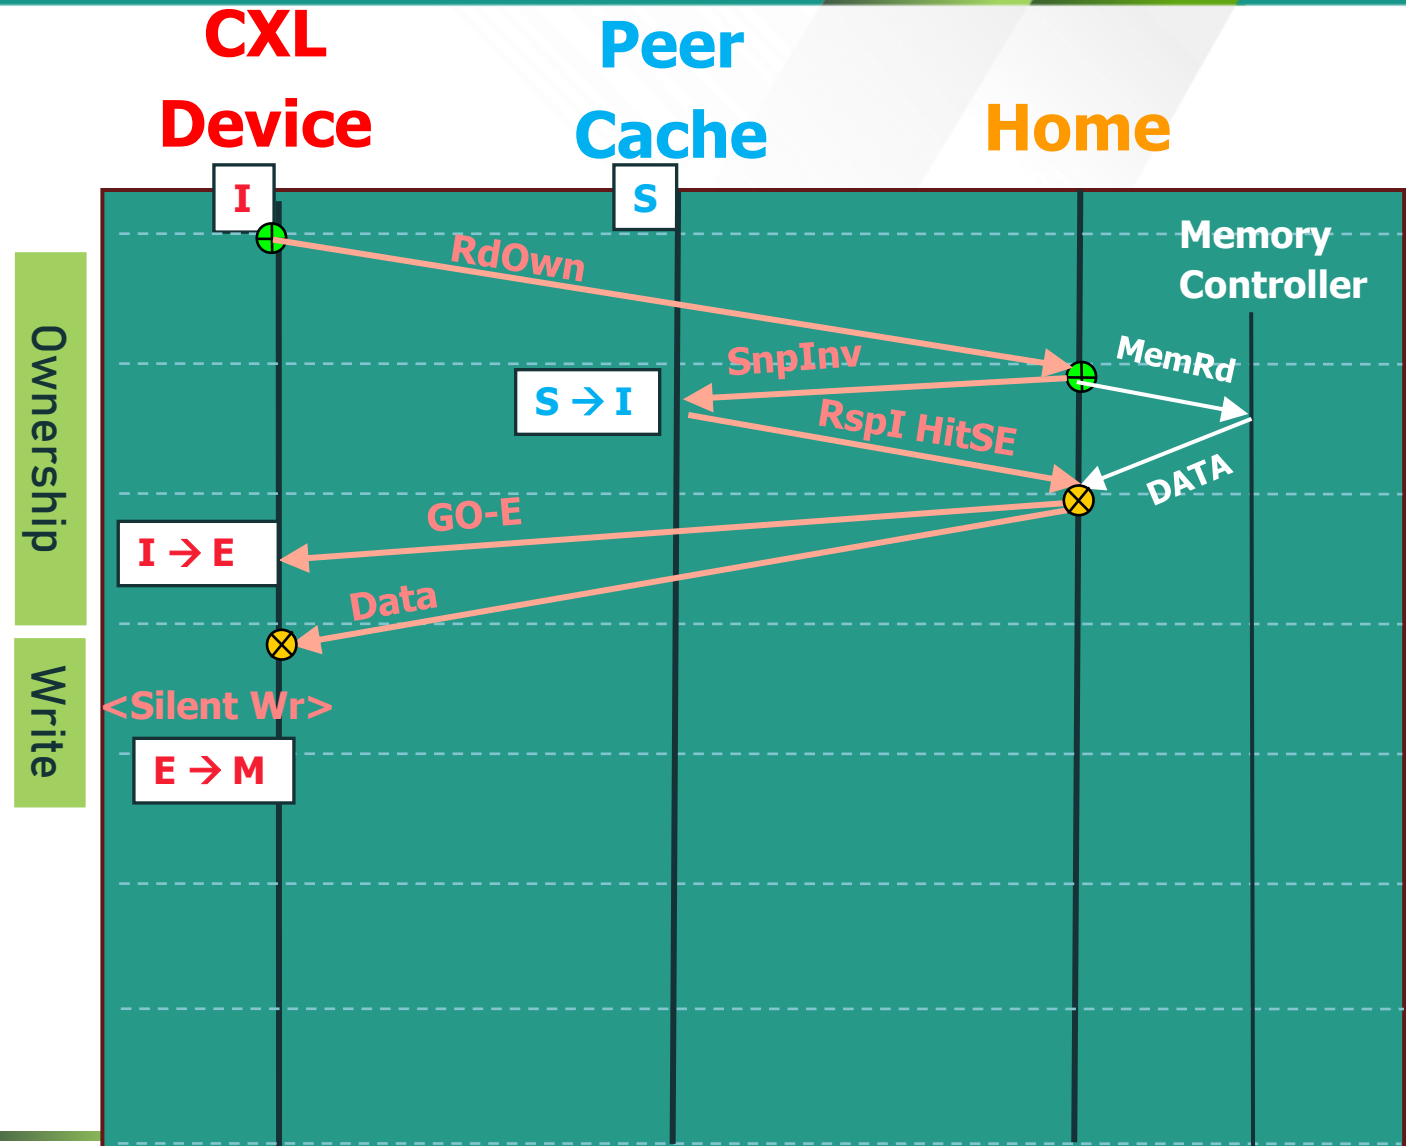 CXL
Device
Peer
Cache
Home
I
S
Memory
Controller
RdOwn
SnpInv
MemRd
S → I
RspI HitSE
DATA
Ownership
GO-E
I → E
Data
Write
<Silent Wr>
E → M